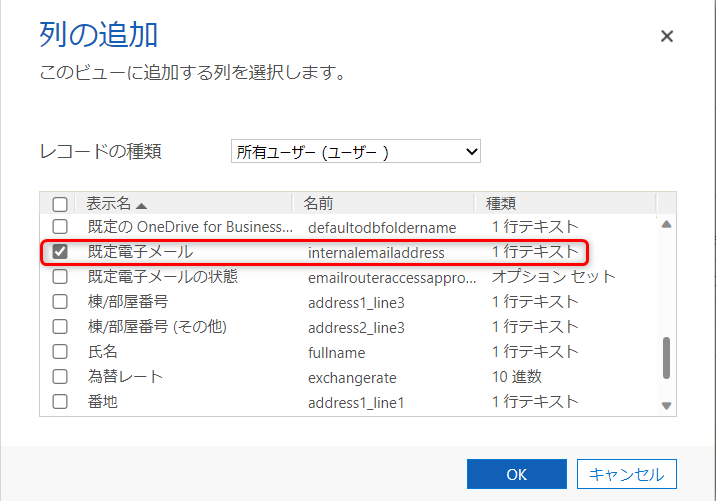 列の追加
このビューに追加する列を選択します。
レコードの種類 所有ユーザー (ユーザー )
表示名 名前 種類
既定の OneDrive for Business... defaultodbfoldername 1 行テキスト
既定電子メール internalemailaddress 1 行テキスト
既定電子メールの状態 emailrouteraccessappro... オプション セット
棟/部屋番号 address1_line3 1 行テキスト
棟/部屋番号 (その他) address2_line3 1 行テキスト
氏名 fullname 1 行テキスト
為替レート exchangerate 10 進数
番地 address1_line1 1 行テキスト
OK キャンセル